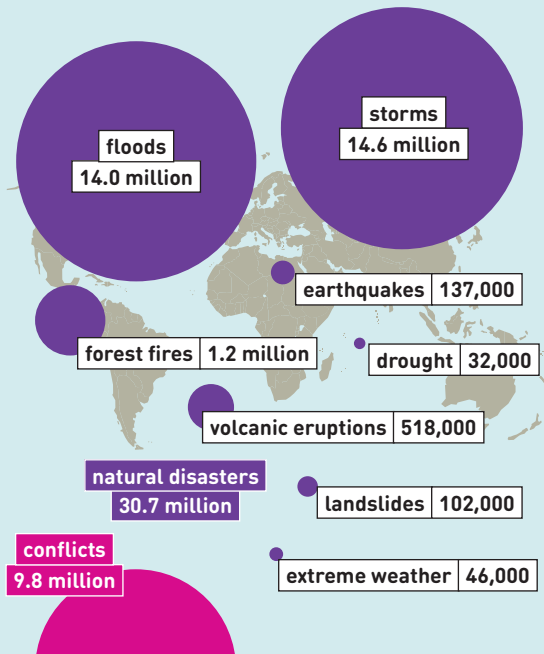 floods
14.0 million
storms
14.6 million
earthquakes 137,000
forest fires 1.2 million
drought 32,000
volcanic eruptions 518,000
natural disasters
30.7 million
landslides 102,000
conflicts
9.8 million
extreme weather 46,000